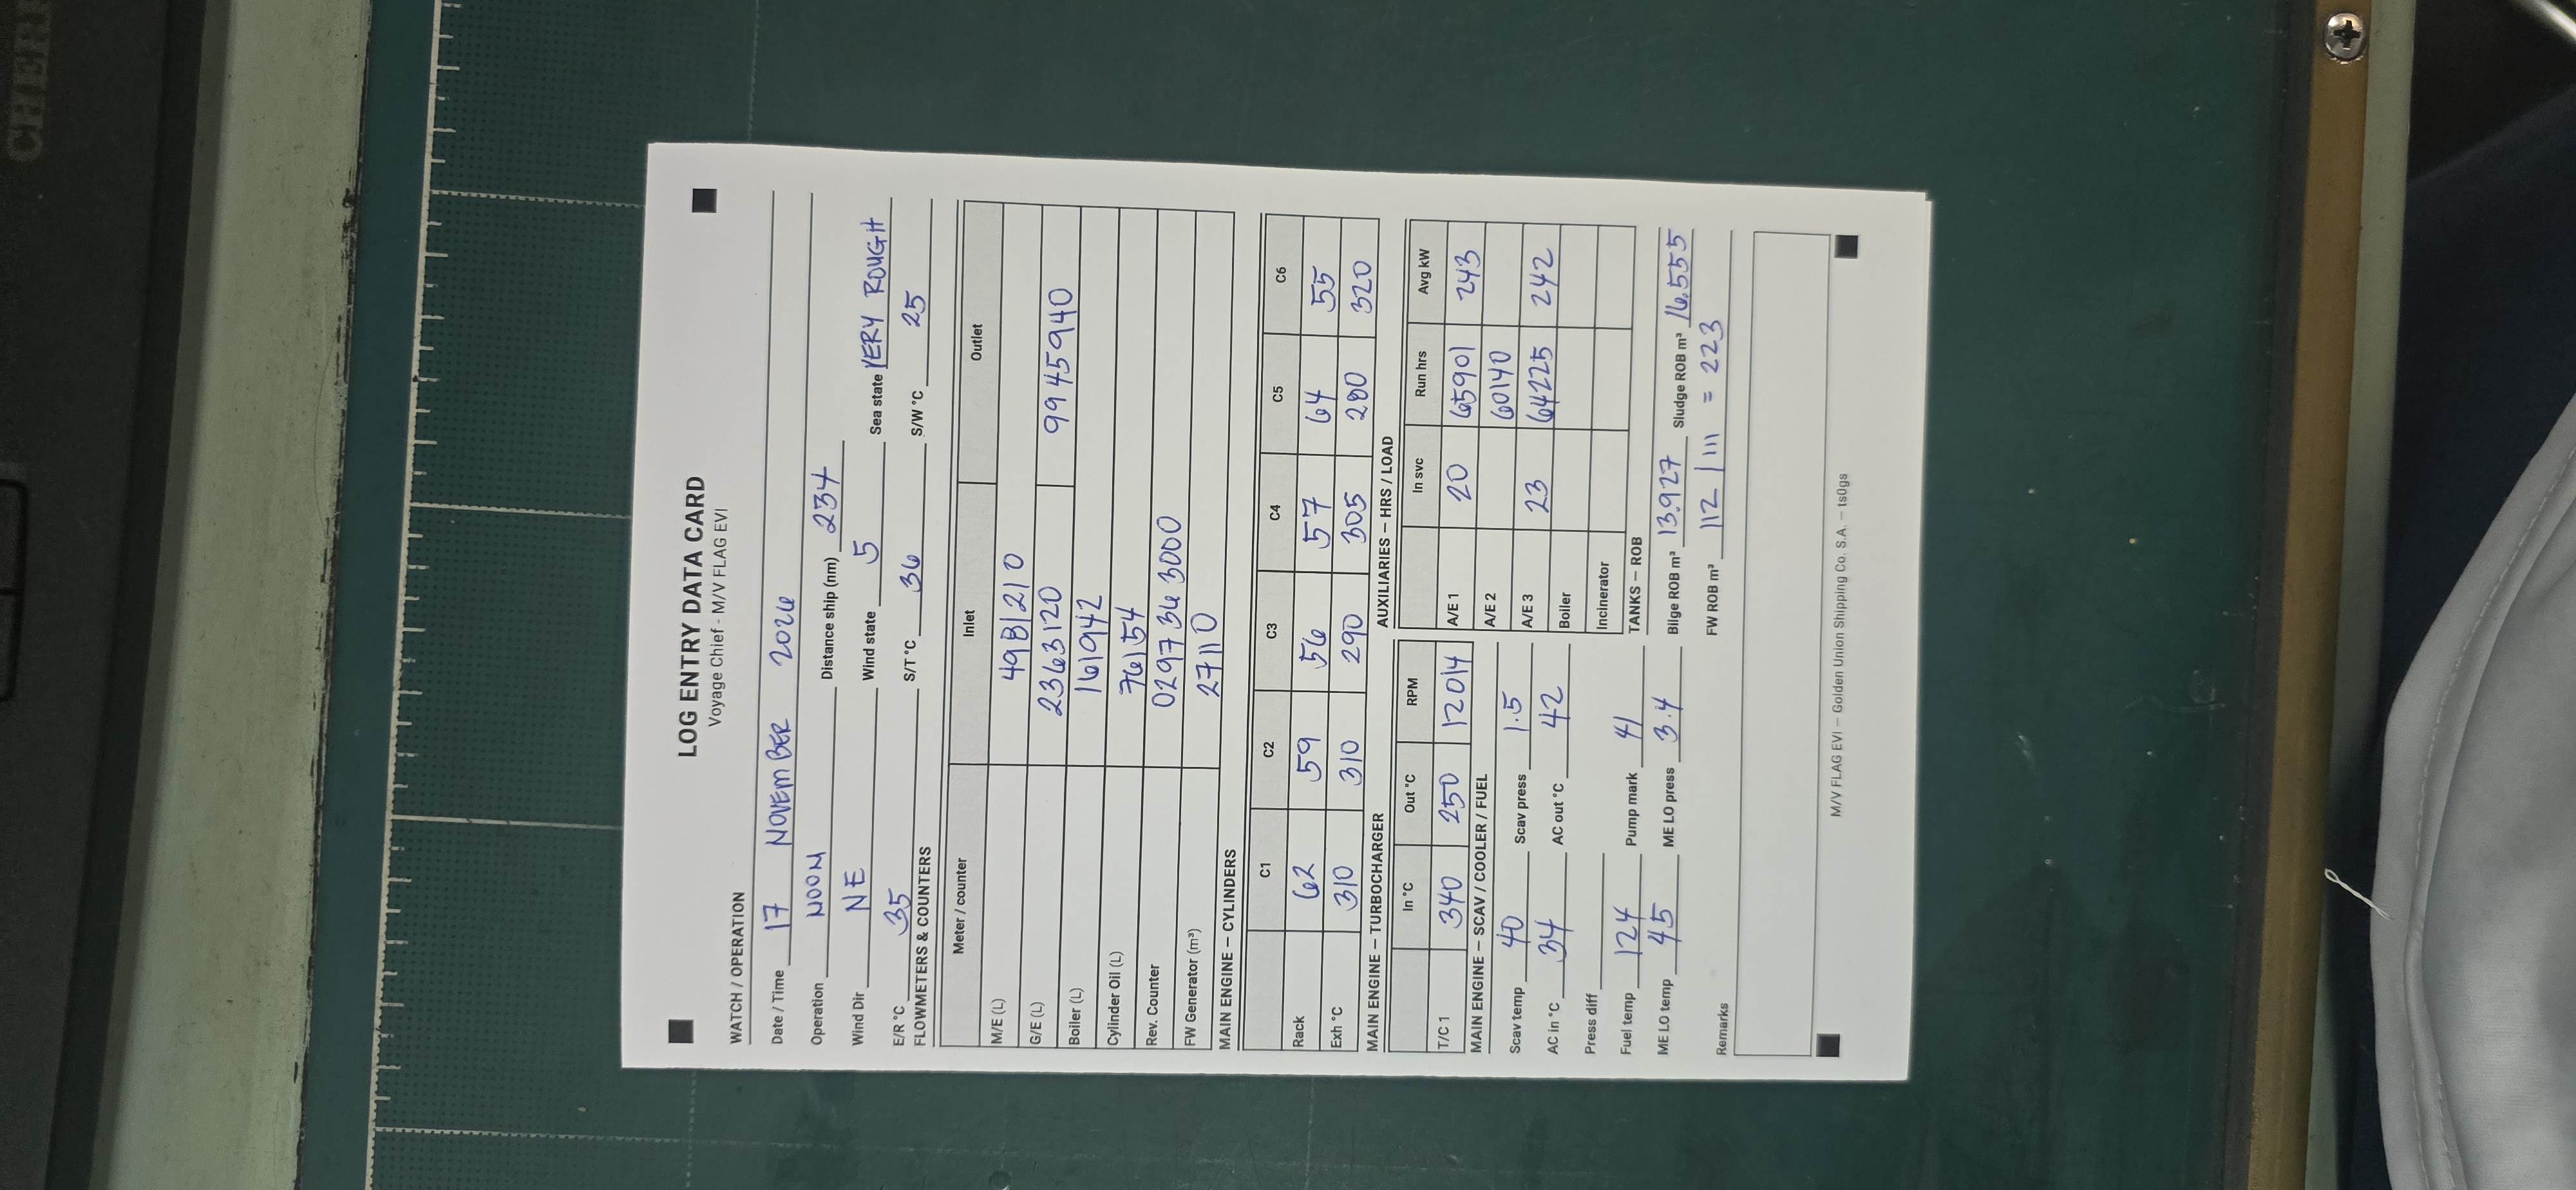 CHERR
LOG ENTRY DATA CARD
Voyage Chief - M/V FLAG EVI
WATCH / OPERATION
Date / Time 17 NOVEMBER 2026
Operation NOON Distance ship (nm) 234
Wind Dir NE Wind state 5 Sea state VERY ROUGH
E/R °C 35 S/T °C 36 S/W °C 25
FLOWMETERS & COUNTERS
Meter / counter Inlet Outlet
M/E (L) 4981210
G/E (L) 2363120 9945940
Boiler (L) 161942
Cylinder Oil (L) 76154
Rev. Counter 0297363000
FW Generator (m³) 27110
MAIN ENGINE – CYLINDERS
C1 C2 C3 C4 C5 C6
Rack 62 59 56 57 64 55
Exh °C 310 310 290 305 280 320
MAIN ENGINE – TURBOCHARGER
In °C Out °C RPM
T/C 1 340 250 12014
MAIN ENGINE – SCAV / COOLER / FUEL
Scav temp 40 Scav press 1.5
AC in °C 34 AC out °C 42
Press diff
Fuel temp 124 Pump mark 41
ME LO temp 45 ME LO press 3.4
AUXILIARIES – HRS / LOAD
In svc Run hrs Avg kW
A/E 1 20 65901 243
A/E 2 60140
A/E 3 23 64225 242
Boiler
Incinerator
TANKS – ROB
Bilge ROB m³ 13.927 Sludge ROB m³ 16.555
FW ROB m³ 112 / 111 = 223
Remarks
M/V FLAG EVI – Golden Union Shipping Co. S.A. – ts0gs